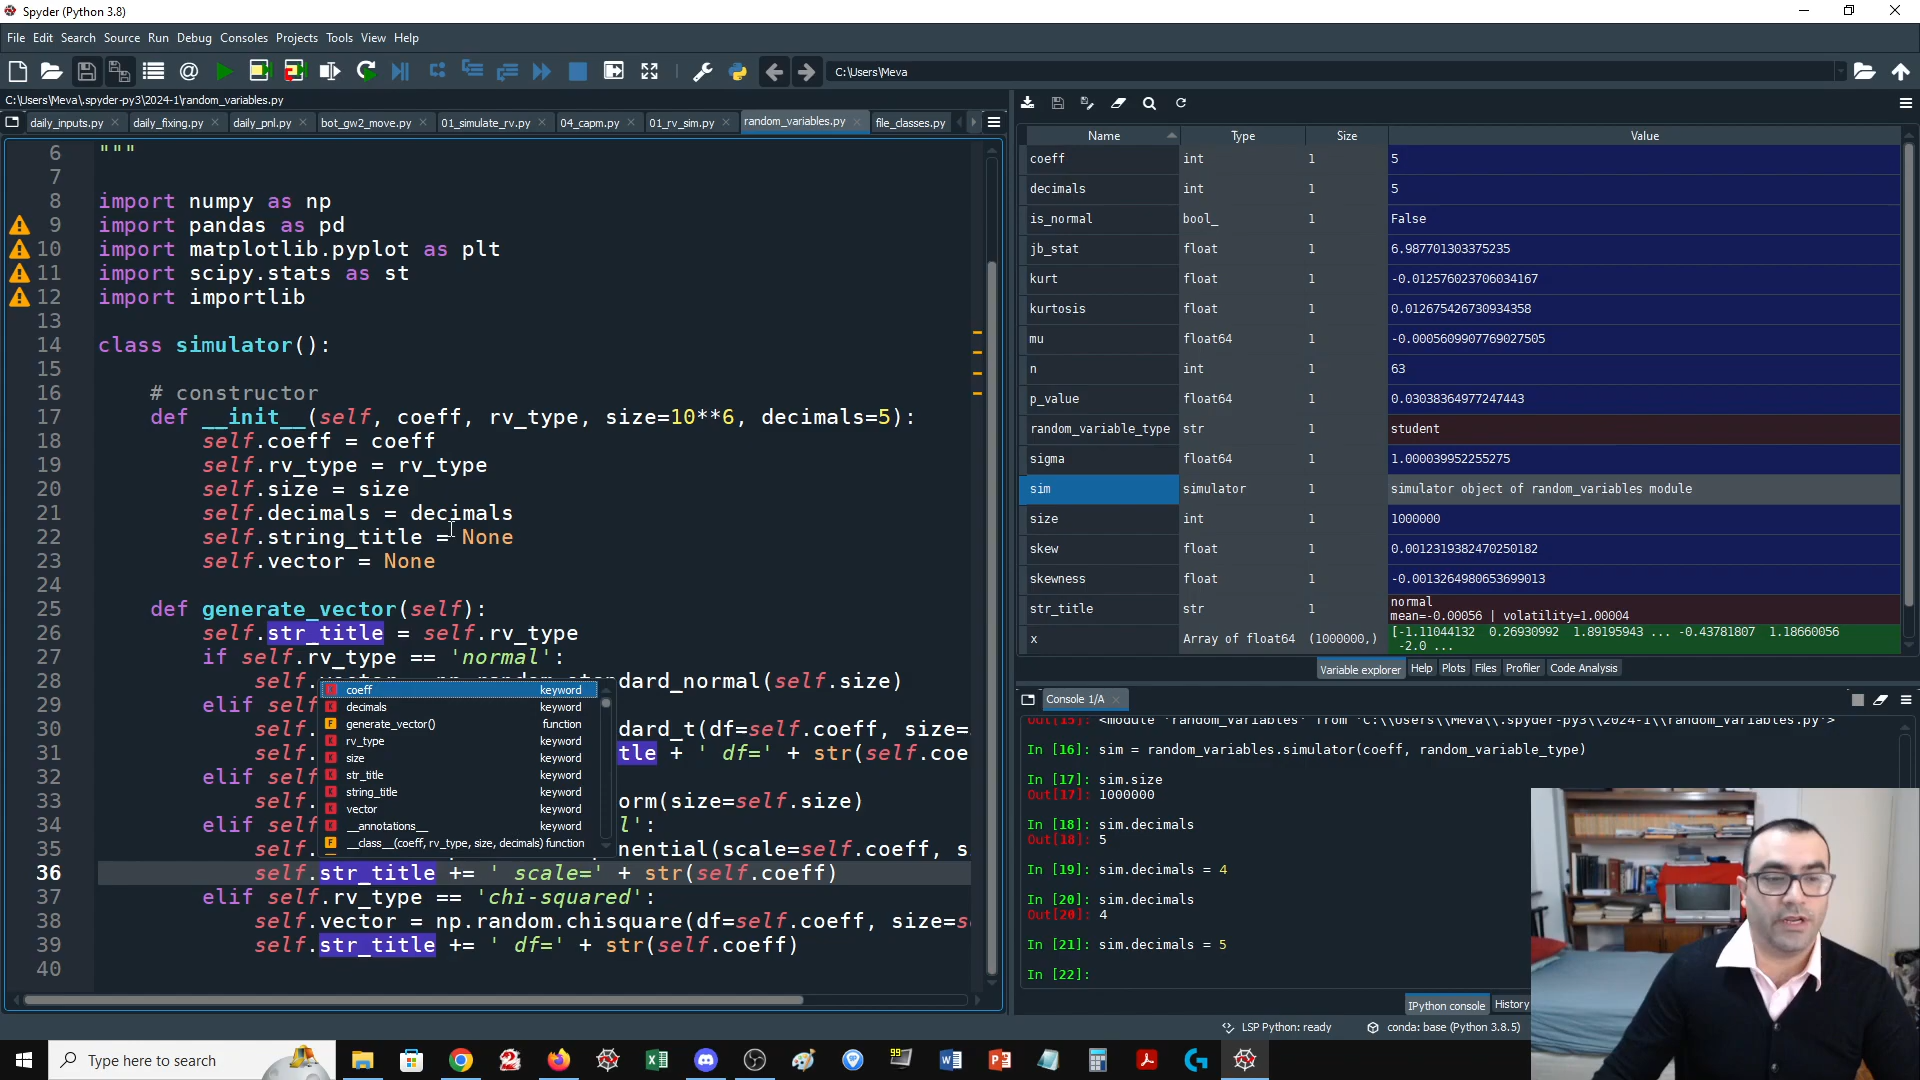 Spyder (Python 3.8)
File Edit Search Source Run Debug Consoles Projects Tools View Help
C:\Users\Meva
C:\Users\Meva\.spyder-py3\2024-1\random_variables.py
daily_inputs.py daily_fixing.py daily_pnl.py bot_gw2_move.py 01_simulate_rv.py 04_capm.py 01_rv_sim.py random_variables.py file_classes.py
6 """
7
8 import numpy as np
9 import pandas as pd
10 import matplotlib.pyplot as plt
11 import scipy.stats as st
12 import importlib
13
14 class simulator():
15
16 # constructor
17 def __init__(self, coeff, rv_type, size=10**6, decimals=5):
18 self.coeff = coeff
19 self.rv_type = rv_type
20 self.size = size
21 self.decimals = decimals
22 self.string_title = None
23 self.vector = None
24
25 def generate_vector(self):
26 self.str_title = self.rv_type
27 if self.rv_type == 'normal':
28 self. dard_normal(self.size)
29 elif self
30 self. dard_t(df=self.coeff, size=
31 self. tle + ' df=' + str(self.coe
32 elif self
33 self. orm(size=self.size)
34 elif self l':
35 self. nential(scale=self.coeff, s
36 self.str_title += ' scale=' + str(self.coeff)
37 elif self.rv_type == 'chi-squared':
38 self.vector = np.random.chisquare(df=self.coeff, size=s
39 self.str_title += ' df=' + str(self.coeff)
40
coeff keyword
decimals keyword
generate_vector() function
rv_type keyword
size keyword
str_title keyword
string_title keyword
vector keyword
__annotations__ keyword
__class__(coeff, rv_type, size, decimals) function
Name Type Size Value
coeff int 1 5
decimals int 1 5
is_normal bool_ 1 False
jb_stat float 1 6.987701303375235
kurt float 1 -0.012576023706034167
kurtosis float 1 0.012675426730934358
mu float64 1 -0.0005609907769027505
n int 1 63
p_value float64 1 0.03038364977247443
random_variable_type str 1 student
sigma float64 1 1.000039952255275
sim simulator 1 simulator object of random_variables module
size int 1 1000000
skew float 1 0.0012319382470250182
skewness float 1 -0.0013264980653699013
str_title str 1 normal
mean=-0.00056 | volatility=1.00004
x Array of float64 (1000000,) [-1.11044132 0.26930992 1.89195943 ... -0.43781807 1.18660056
-2.0 ...
Variable explorer Help Plots Files Profiler Code Analysis
Console 1/A
Out[15]: <module 'random_variables' from 'C:\\Users\\Meva\\.spyder-py3\\2024-1\\random_variables.py'>
In [16]: sim = random_variables.simulator(coeff, random_variable_type)
In [17]: sim.size
Out[17]: 1000000
In [18]: sim.decimals
Out[18]: 5
In [19]: sim.decimals = 4
In [20]: sim.decimals
Out[20]: 4
In [21]: sim.decimals = 5
In [22]:
IPython console History
LSP Python: ready conda: base (Python 3.8.5)
Type here to search